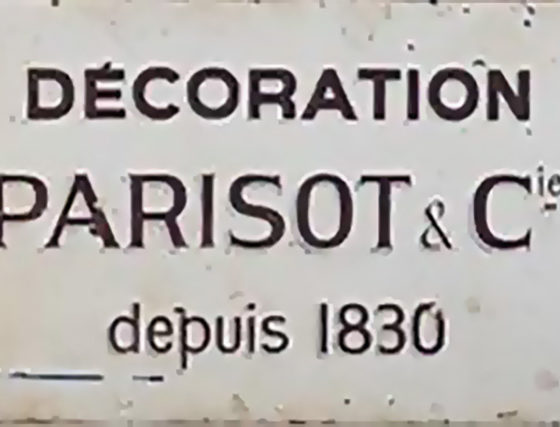 DÉCORATION
PARISOT & Cie
depuis 1830